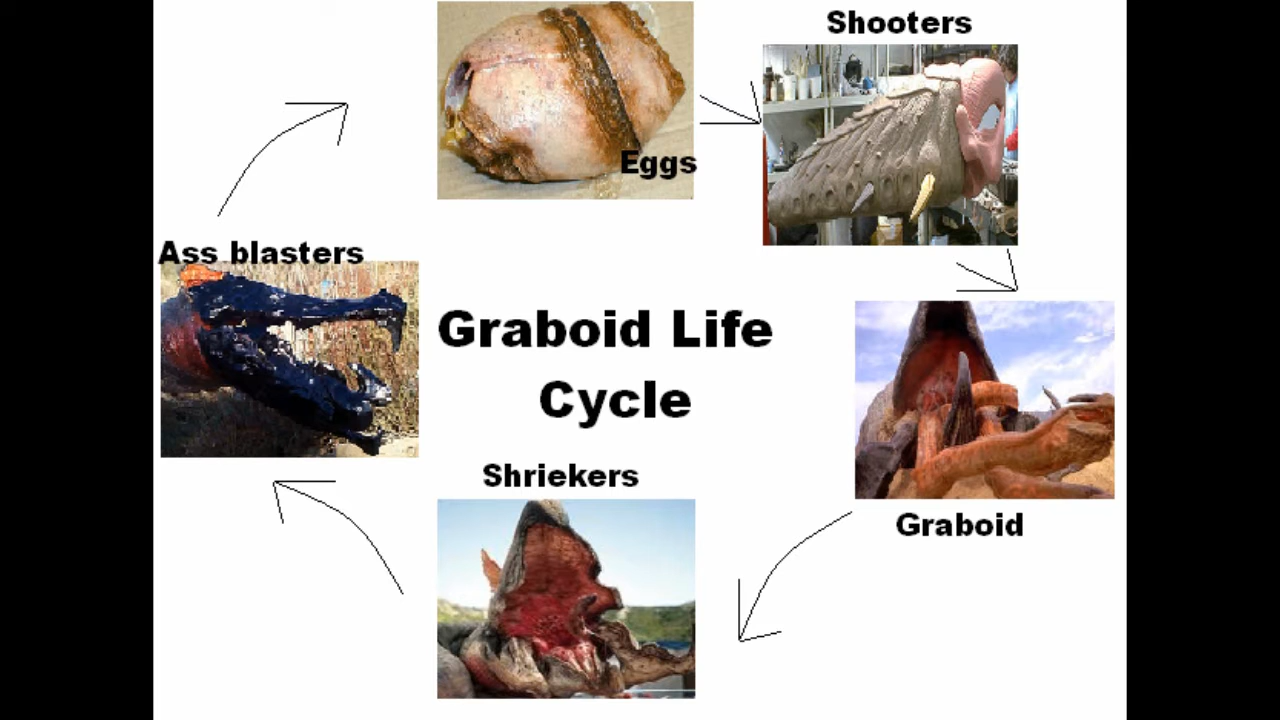 Shooters
Eggs
Ass blasters
Graboid Life
Cycle
Shriekers
Graboid